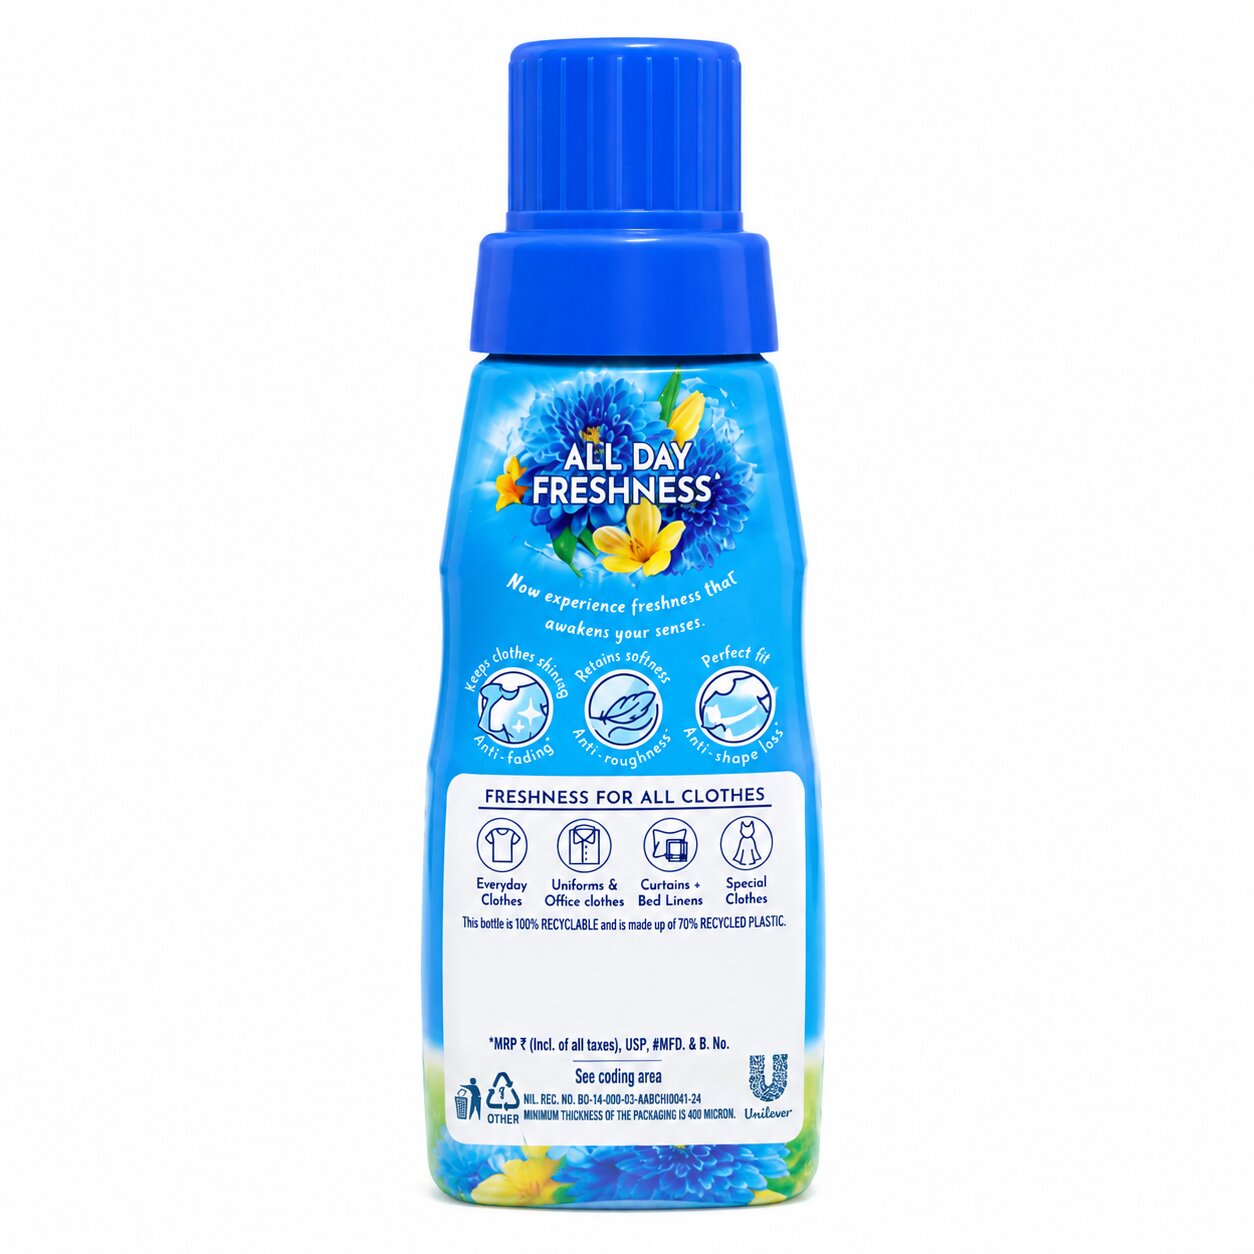 ALL DAY
FRESHNESS*
Now experience freshness that
awakens your senses.
Keeps clothes shining
Anti-fading*
Retains softness
Anti-roughness*
Perfect fit
Anti-shape loss*
FRESHNESS FOR ALL CLOTHES
Everyday
Clothes
Uniforms &
Office clothes
Curtains +
Bed Linens
Special
Clothes
This bottle is 100% RECYCLABLE and is made up of 70% RECYCLED PLASTIC.
*MRP ₹ (Incl. of all taxes), USP, #MFD. & B. No.
See coding area
OTHER
NIL. REC. NO. BO-14-000-03-AABCHI0041-24
MINIMUM THICKNESS OF THE PACKAGING IS 400 MICRON.
Unilever